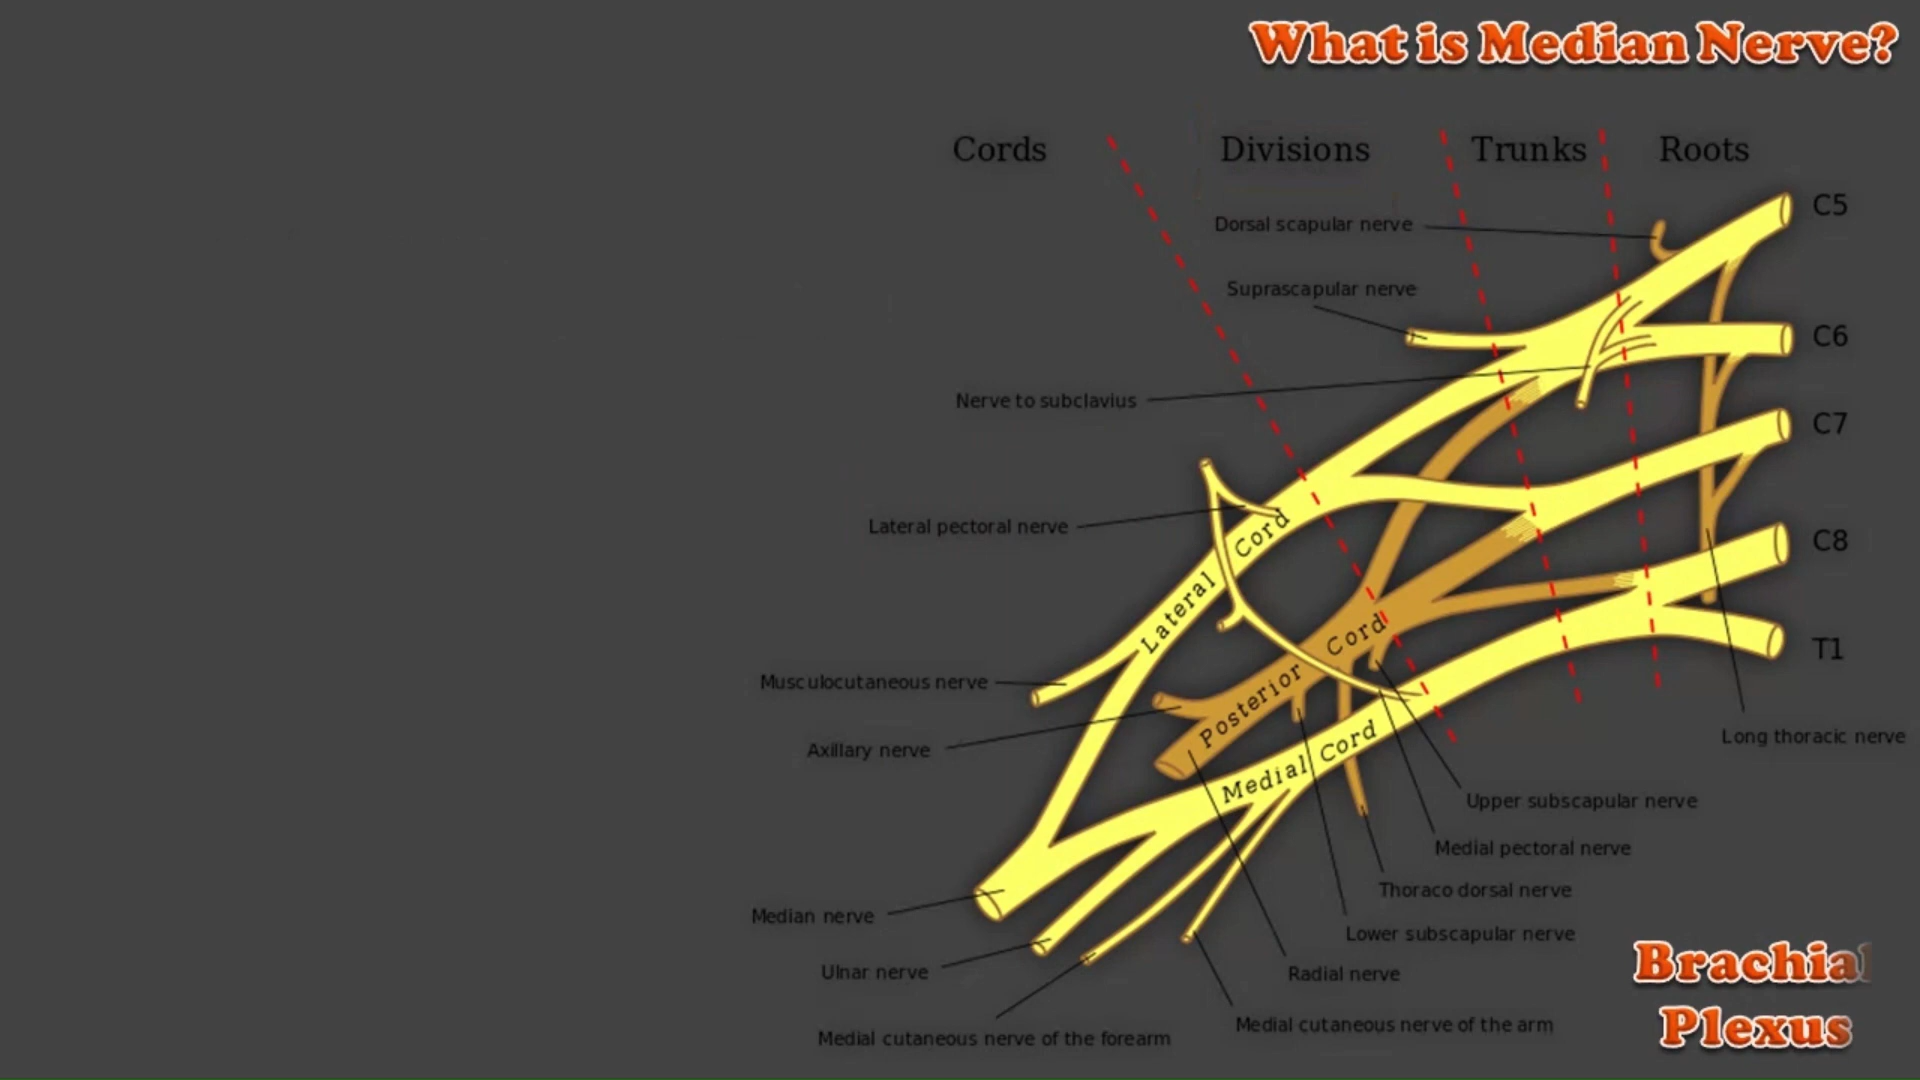 What is Median Nerve?
Cords
Divisions
Trunks
Roots
C5
Dorsal scapular nerve
Suprascapular nerve
C6
Nerve to subclavius
C7
Lateral pectoral nerve
Lateral Cord
C8
Posterior Cord
T1
Musculocutaneous nerve
Axillary nerve
Medial Cord
Long thoracic nerve
Upper subscapular nerve
Medial pectoral nerve
Thoraco dorsal nerve
Median nerve
Lower subscapular nerve
Ulnar nerve
Radial nerve
Medial cutaneous nerve of the forearm
Medial cutaneous nerve of the arm
Brachial
Plexus